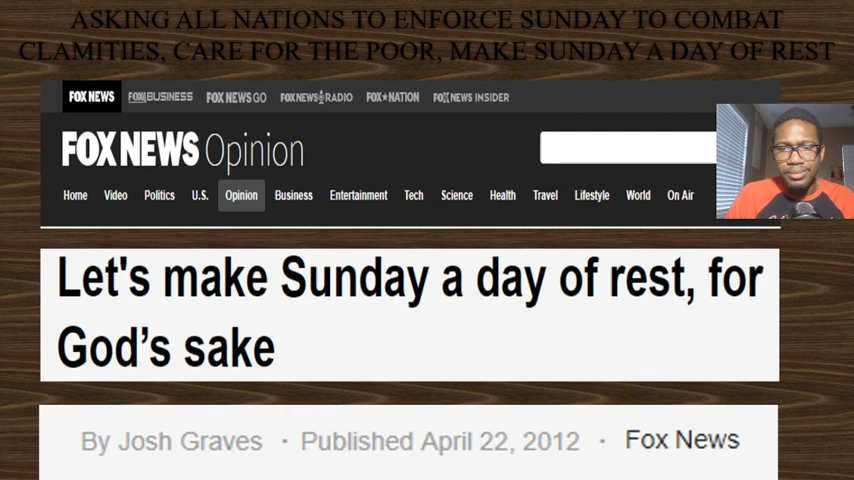 ASKING ALL NATIONS TO ENFORCE SUNDAY TO COMBAT
CLAMITIES, CARE FOR THE POOR, MAKE SUNDAY A DAY OF REST
FOX NEWS FOX BUSINESS FOX NEWS GO FOX NEWS RADIO FOX NATION FOX NEWS INSIDER
FOX NEWS Opinion
Home Video Politics U.S. Opinion Business Entertainment Tech Science Health Travel Lifestyle World On Air
Let's make Sunday a day of rest, for
God’s sake
By Josh Graves · Published April 22, 2012 · Fox News